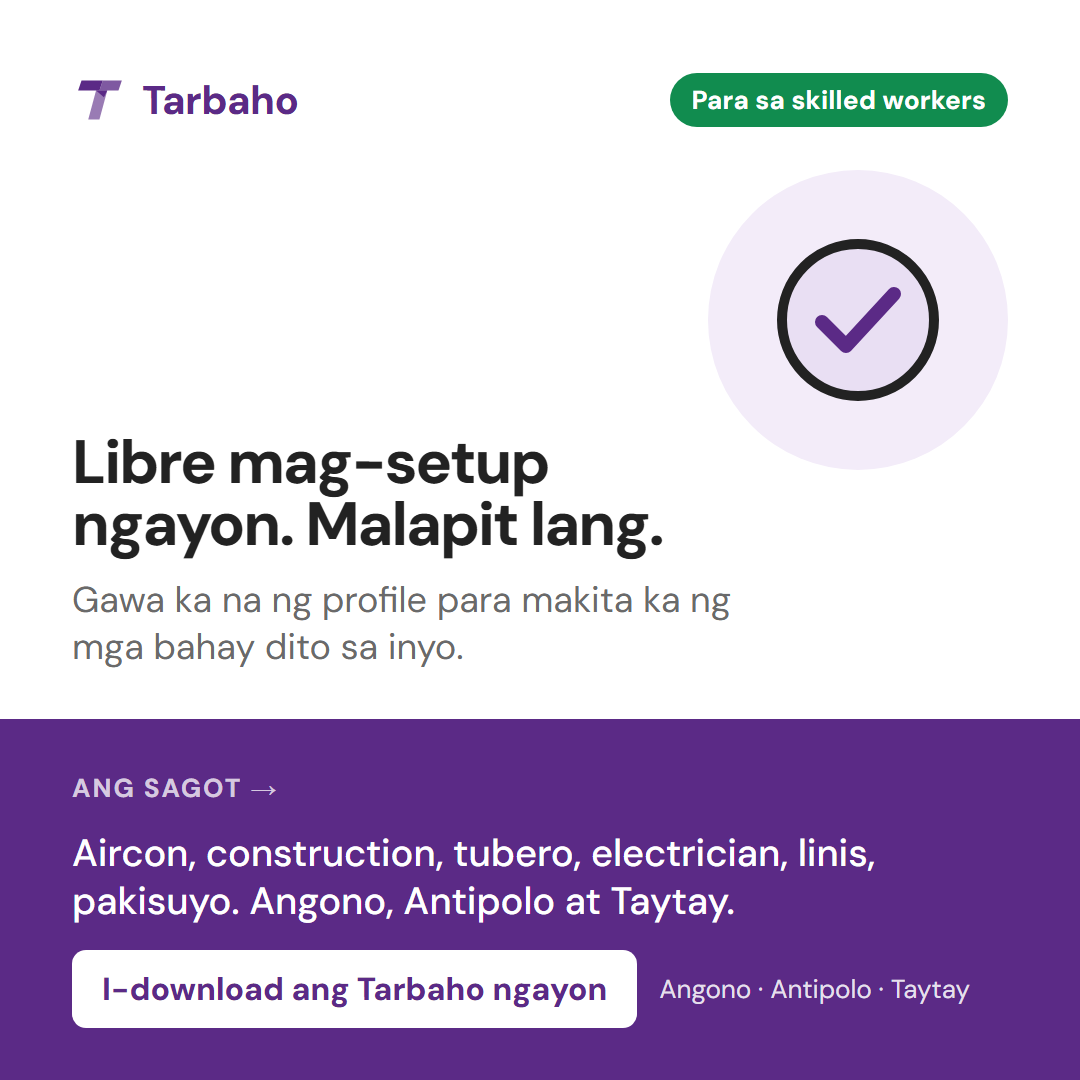 Tarbaho
Para sa skilled workers
Libre mag-setup
ngayon. Malapit lang.
Gawa ka na ng profile para makita ka ng
mga bahay dito sa inyo.
ANG SAGOT →
Aircon, construction, tubero, electrician, linis,
pakisuyo. Angono, Antipolo at Taytay.
I-download ang Tarbaho ngayon
Angono · Antipolo · Taytay